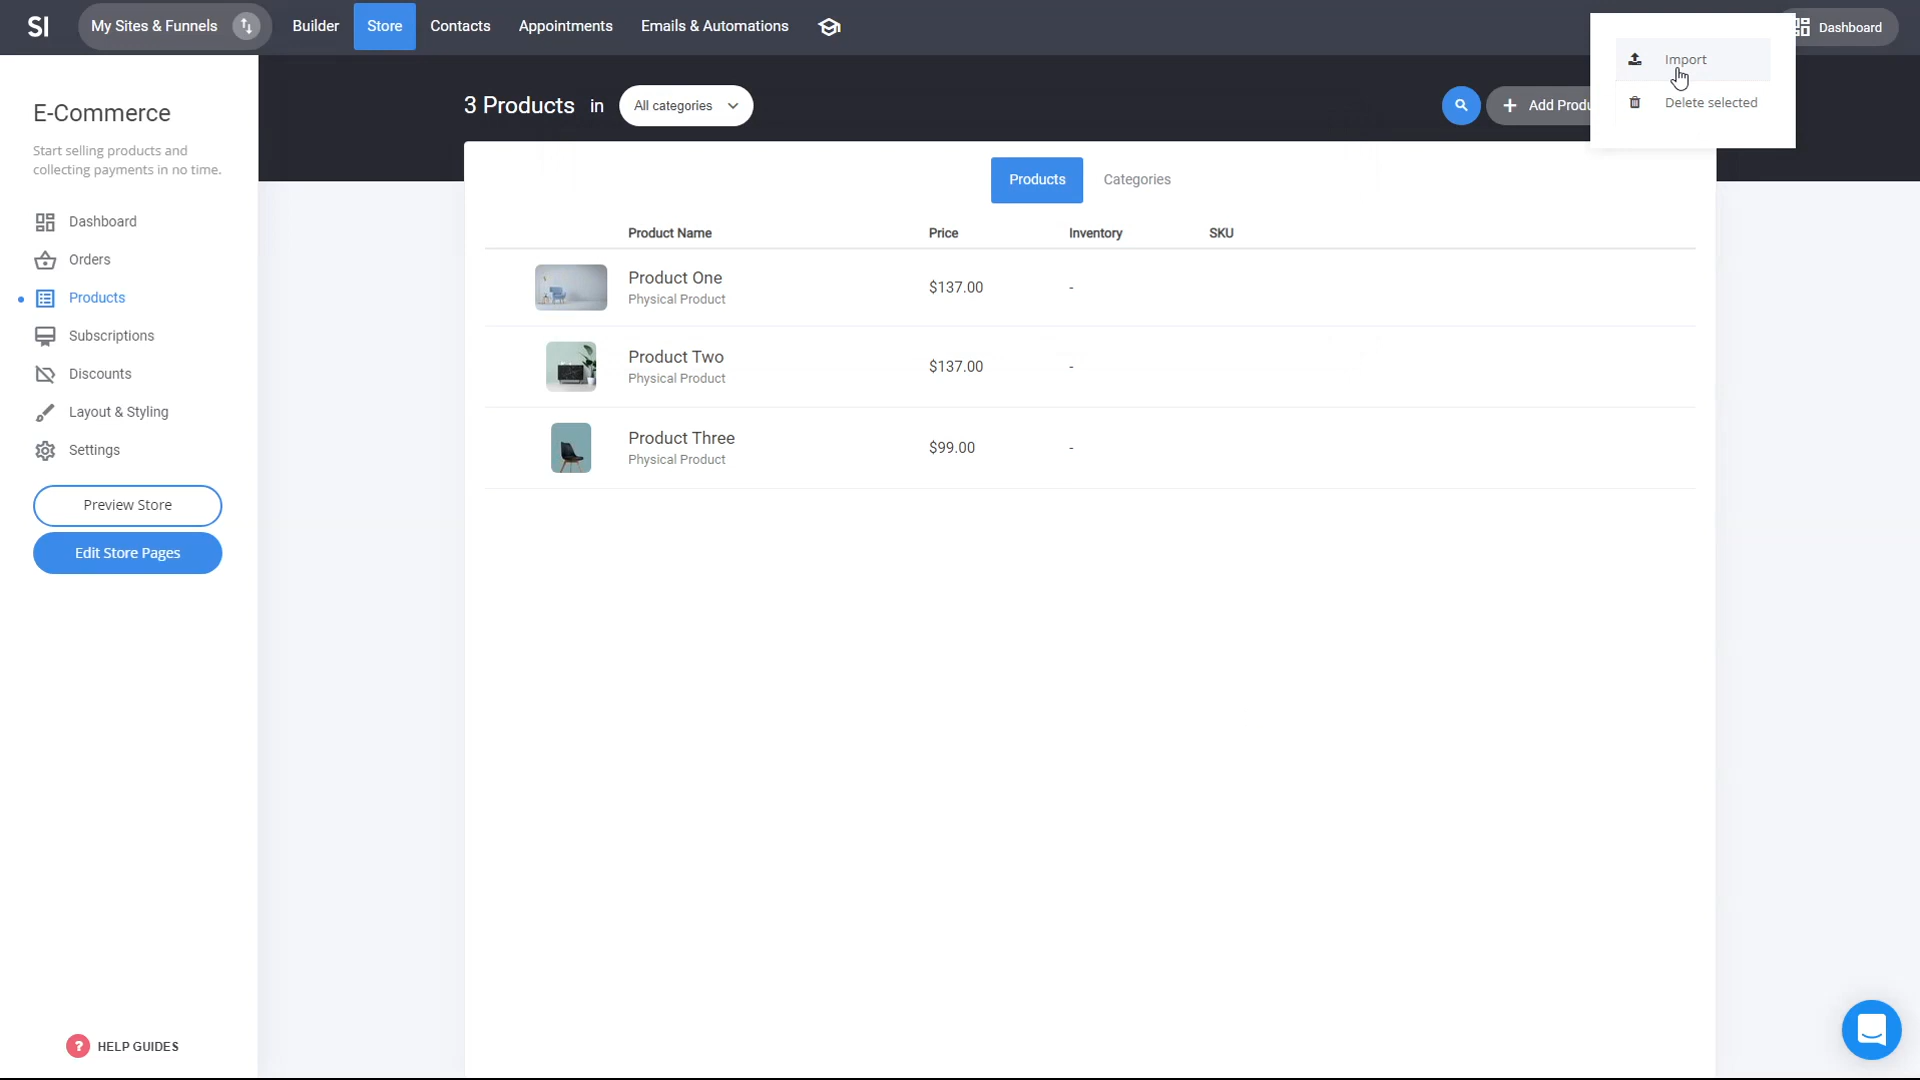 SI
My Sites & Funnels
Builder
Store
Contacts
Appointments
Emails & Automations
Dashboard
Import
Delete selected
E-Commerce
Start selling products and
collecting payments in no time.
Dashboard
Orders
Products
Subscriptions
Discounts
Layout & Styling
Settings
Preview Store
Edit Store Pages
? HELP GUIDES
3 Products in All categories
+ Add Produ
Products Categories
Product Name Price Inventory SKU
Product One
Physical Product
$137.00 -
Product Two
Physical Product
$137.00 -
Product Three
Physical Product
$99.00 -